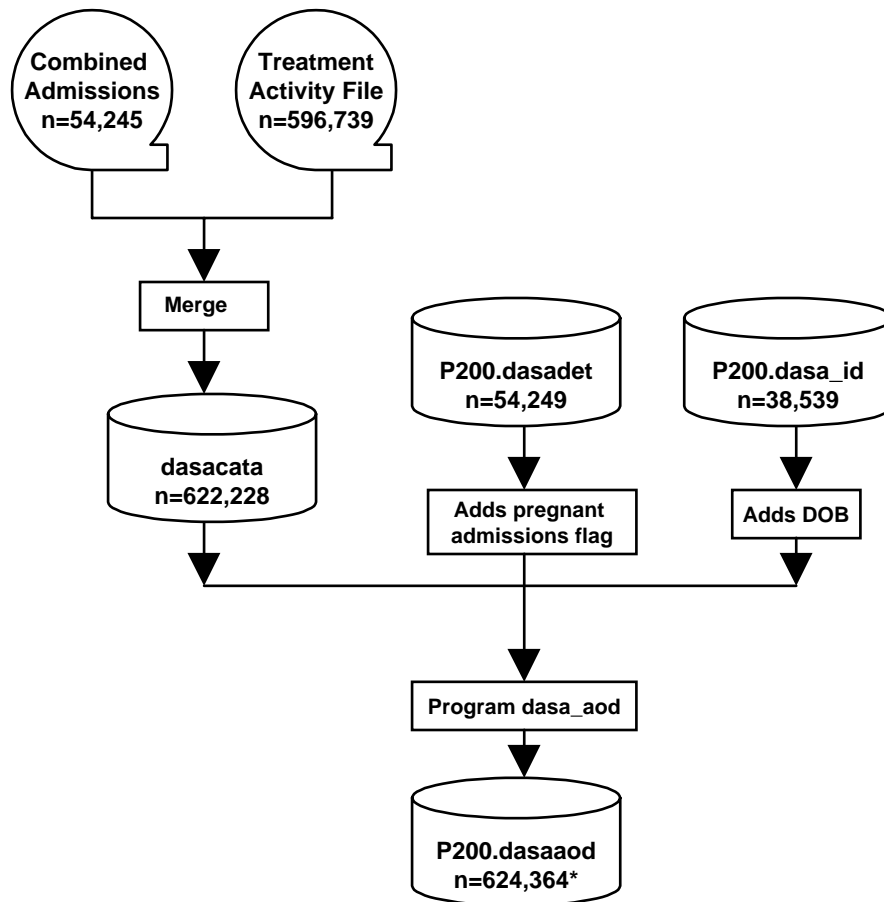 Combined
Admissions
n=54,245
Treatment
Activity File
n=596,739
Merge
P200.dasadet
n=54,249
P200.dasa_id
n=38,539
dasacata
n=622,228
Adds pregnant
admissions flag
Adds DOB
Program dasa_aod
P200.dasaaod
n=624,364*